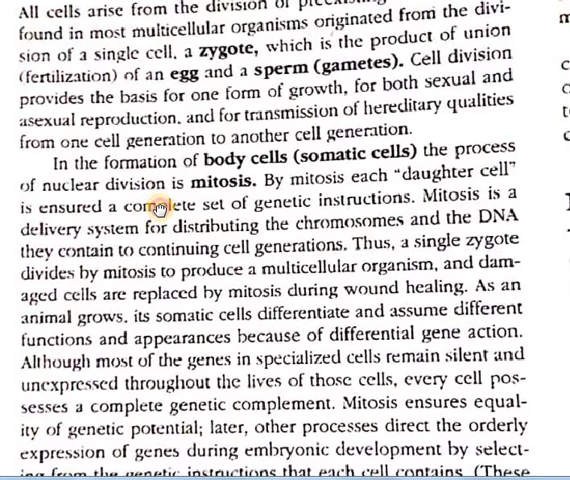 All cells arise from the division of
found in most multicellular organisms originated from the divi-
sion of a single cell, a zygote, which is the product of union
(fertilization) of an egg and a sperm (gametes). Cell division
provides the basis for one form of growth, for both sexual and
asexual reproduction, and for transmission of hereditary qualities
from one cell generation to another cell generation.
In the formation of body cells (somatic cells) the process
of nuclear division is mitosis. By mitosis each "daughter cell"
is ensured a complete set of genetic instructions. Mitosis is a
delivery system for distributing the chromosomes and the DNA
they contain to continuing cell generations. Thus, a single zygote
divides by mitosis to produce a multicellular organism, and dam-
aged cells are replaced by mitosis during wound healing. As an
animal grows, its somatic cells differentiate and assume different
functions and appearances because of differential gene action.
Although most of the genes in specialized cells remain silent and
unexpressed throughout the lives of those cells, every cell pos-
sesses a complete genetic complement. Mitosis ensures equal-
ity of genetic potential; later, other processes direct the orderly
expression of genes during embryonic development by select-
ing from the genetic instructions that each cell contains. (These